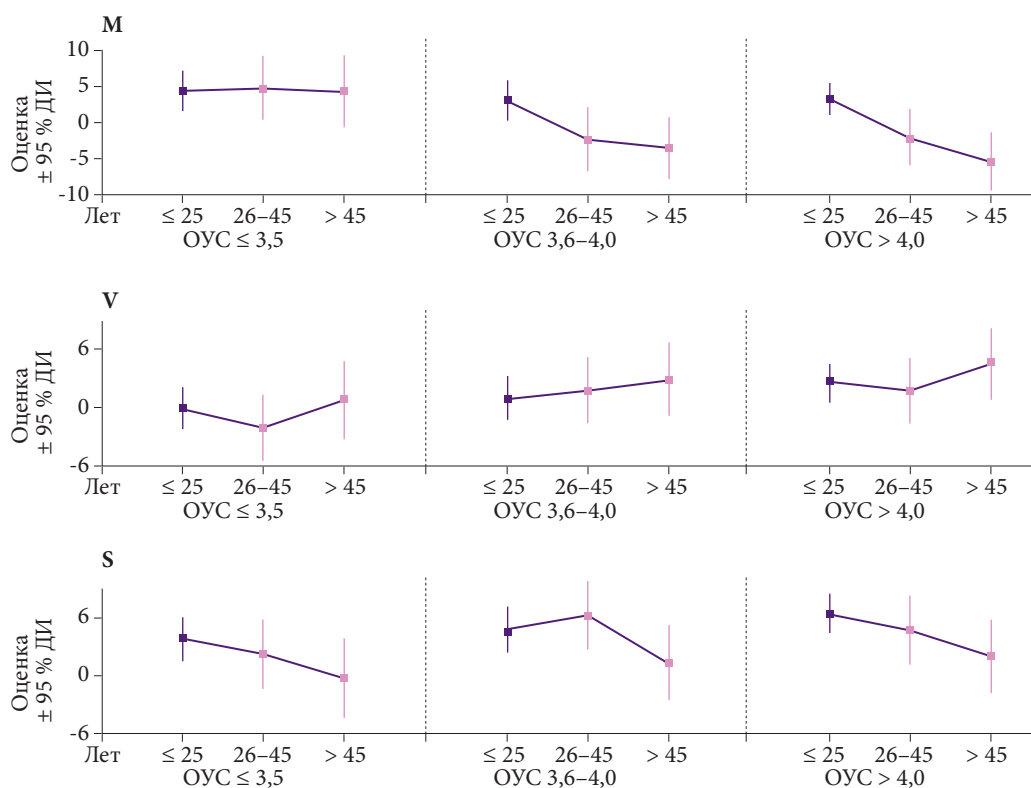 M
Оценка
± 95 % ДИ
10
5
0
-5
-10
Лет ≤ 25 26–45 > 45 ≤ 25 26–45 > 45 ≤ 25 26–45 > 45
ОУС ≤ 3,5 ОУС 3,6–4,0 ОУС > 4,0
V
Оценка
± 95 % ДИ
6
0
-6
Лет ≤ 25 26–45 > 45 ≤ 25 26–45 > 45 ≤ 25 26–45 > 45
ОУС ≤ 3,5 ОУС 3,6–4,0 ОУС > 4,0
S
Оценка
± 95 % ДИ
6
0
-6
Лет ≤ 25 26–45 > 45 ≤ 25 26–45 > 45 ≤ 25 26–45 > 45
ОУС ≤ 3,5 ОУС 3,6–4,0 ОУС > 4,0